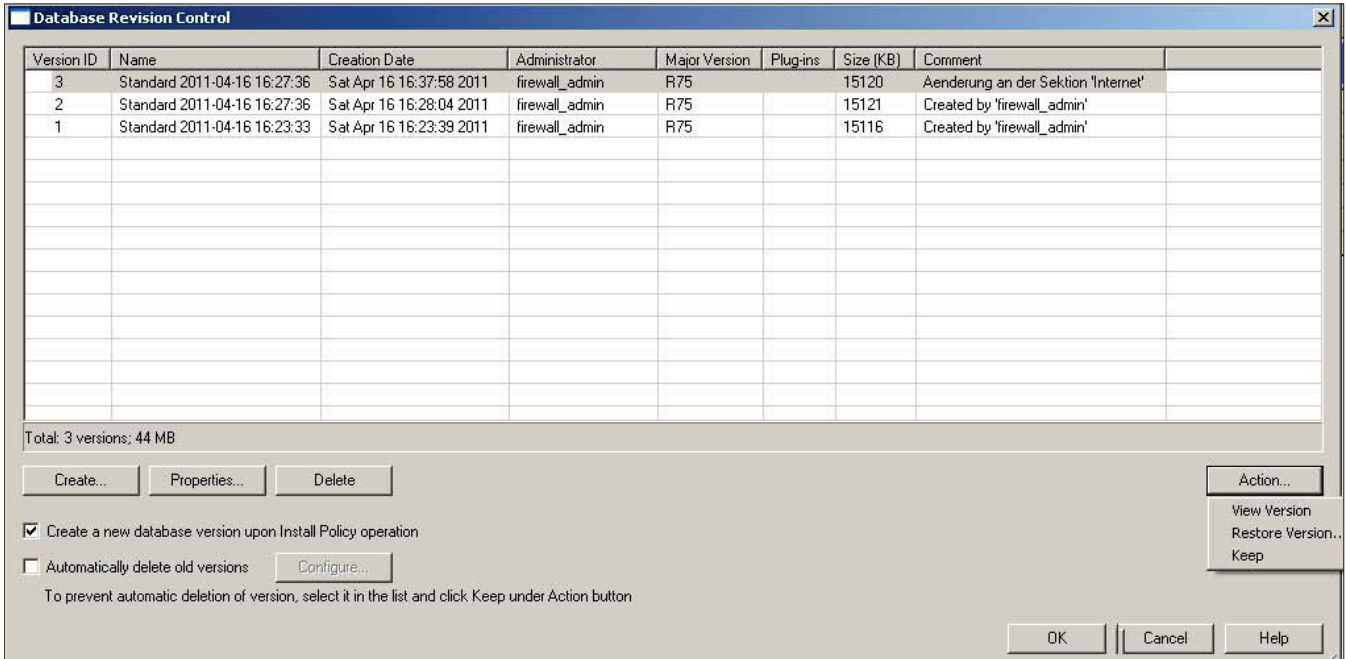 Database Revision Control
Version ID Name Creation Date Administrator Major Version Plug-ins Size (KB) Comment
3 Standard 2011-04-16 16:27:36 Sat Apr 16 16:37:58 2011 firewall_admin R75 15120 Aenderung an der Sektion 'Internet'
2 Standard 2011-04-16 16:27:36 Sat Apr 16 16:28:04 2011 firewall_admin R75 15121 Created by 'firewall_admin'
1 Standard 2011-04-16 16:23:33 Sat Apr 16 16:23:39 2011 firewall_admin R75 15116 Created by 'firewall_admin'
Total: 3 versions; 44 MB
Create... Properties... Delete Action...
View Version
Restore Version..
Keep
Create a new database version upon Install Policy operation
Automatically delete old versions Configure...
To prevent automatic deletion of version, select it in the list and click Keep under Action button
OK Cancel Help